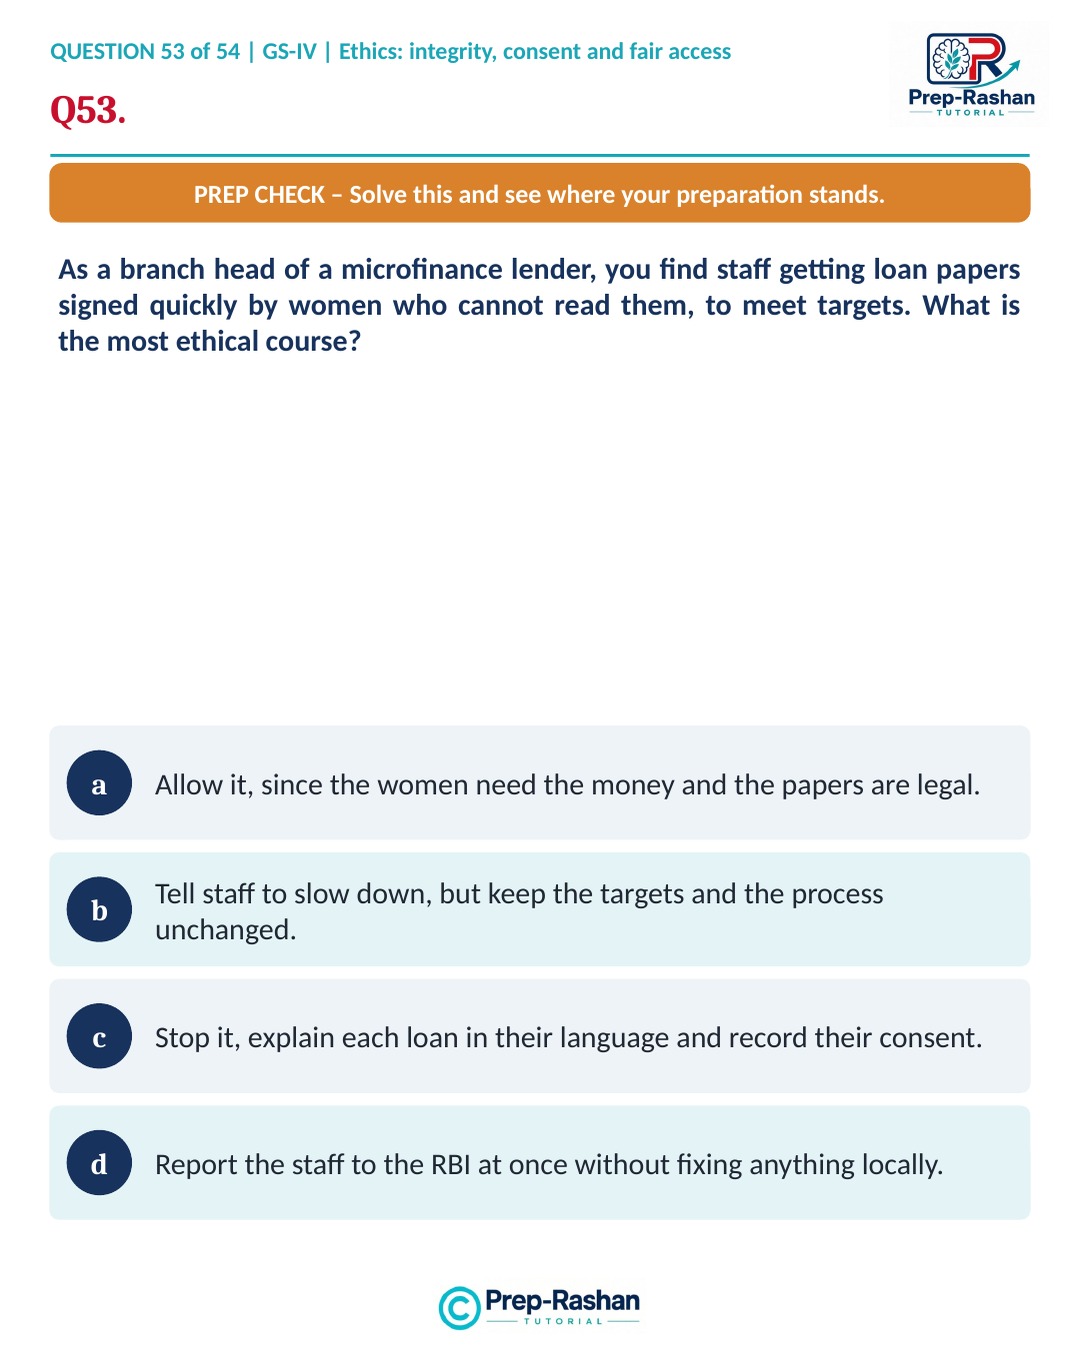 QUESTION 53 of 54 | GS-IV | Ethics: integrity, consent and fair access
Prep-Rashan
TUTORIAL
Q53.
PREP CHECK – Solve this and see where your preparation stands.
As a branch head of a microfinance lender, you find staff getting loan papers
signed quickly by women who cannot read them, to meet targets. What is
the most ethical course?
a Allow it, since the women need the money and the papers are legal.
b Tell staff to slow down, but keep the targets and the process
unchanged.
c Stop it, explain each loan in their language and record their consent.
d Report the staff to the RBI at once without fixing anything locally.
© Prep-Rashan
TUTORIAL